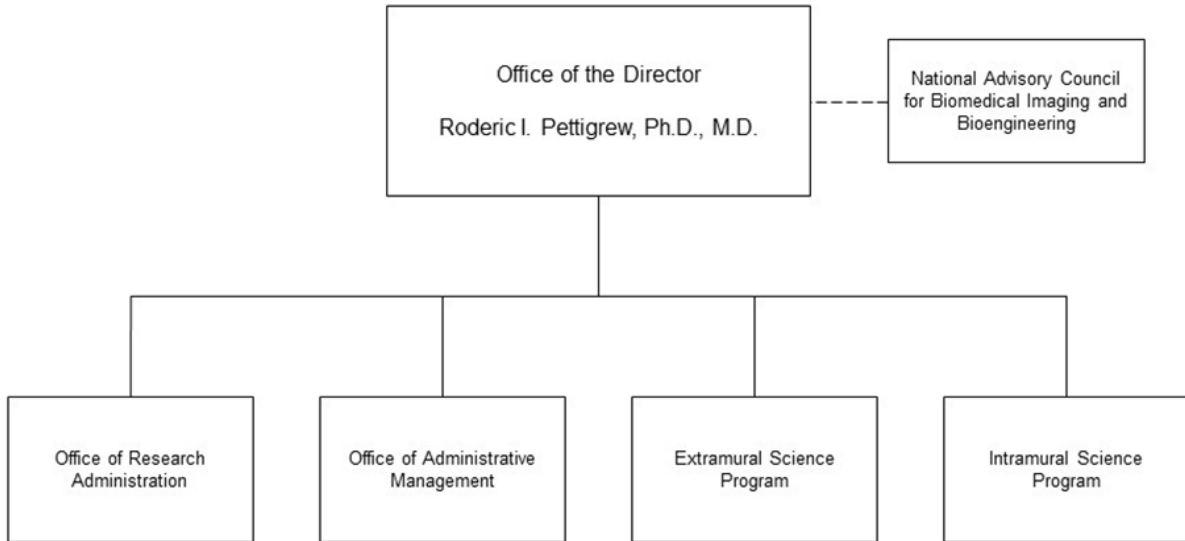 Office of the Director
Roderic I. Pettigrew, Ph.D., M.D.
National Advisory Council
for Biomedical Imaging and
Bioengineering
Office of Research
Administration
Office of Administrative
Management
Extramural Science
Program
Intramural Science
Program